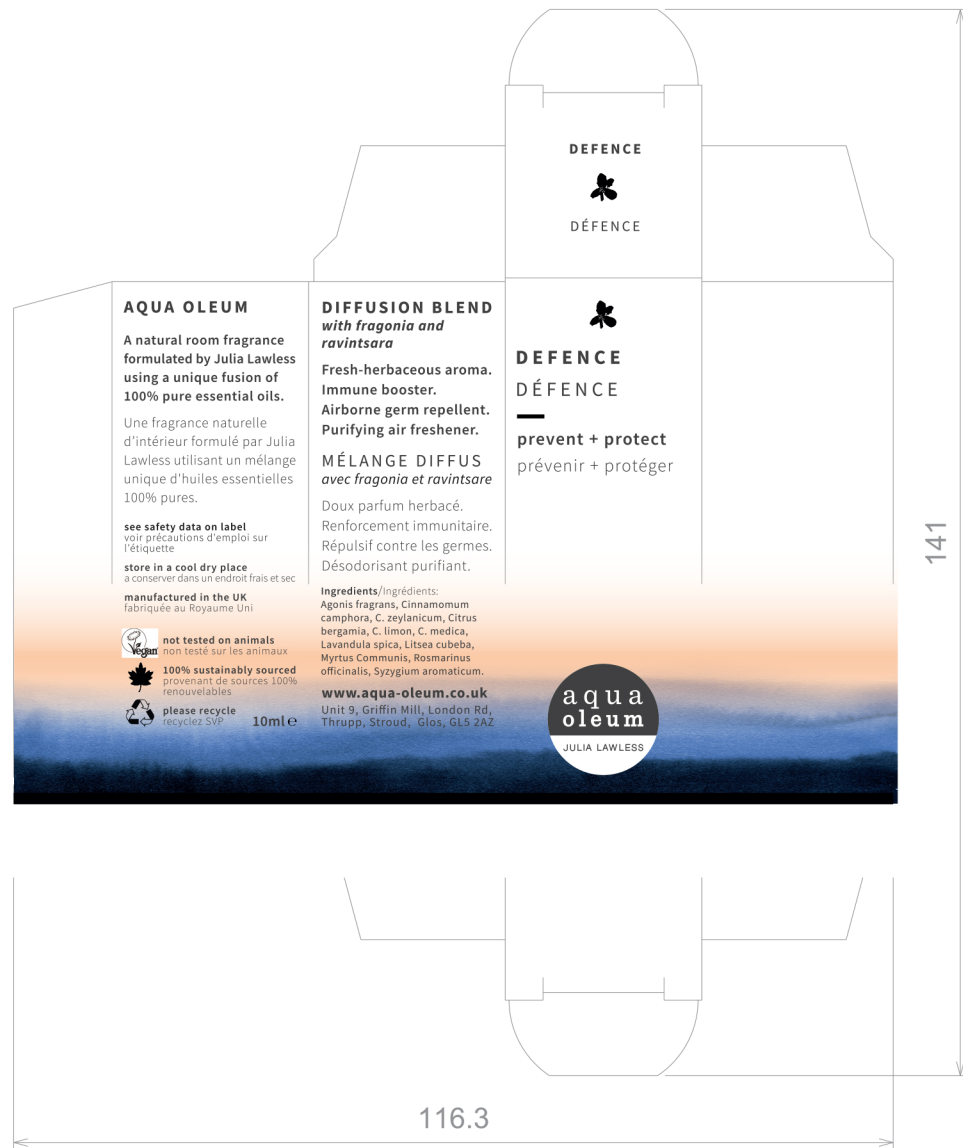 DEFENCE
DÉFENCE
AQUA OLEUM
A natural room fragrance
formulated by Julia Lawless
using a unique fusion of
100% pure essential oils.
Une fragrance naturelle
d'intérieur formulé par Julia
Lawless utilisant un mélange
unique d'huiles essentielles
100% pures.
see safety data on label
voir précautions d'emploi sur
l'étiquette
store in a cool dry place
a conserver dans un endroit frais et sec
manufactured in the UK
fabriquée au Royaume Uni
Vegan
not tested on animals
non testé sur les animaux
100% sustainably sourced
provenant de sources 100%
renouvelables
please recycle
recyclez SVP
10ml ℮
DIFFUSION BLEND
with fragonia and
ravintsara
Fresh-herbaceous aroma.
Immune booster.
Airborne germ repellent.
Purifying air freshener.
MÉLANGE DIFFUS
avec fragonia et ravintsare
Doux parfum herbacé.
Renforcement immunitaire.
Répulsif contre les germes.
Désodorisant purifiant.
Ingredients/Ingrédients:
Agonis fragrans, Cinnamomum
camphora, C. zeylanicum, Citrus
bergamia, C. limon, C. medica,
Lavandula spica, Litsea cubeba,
Myrtus Communis, Rosmarinus
officinalis, Syzygium aromaticum.
www.aqua-oleum.co.uk
Unit 9, Griffin Mill, London Rd,
Thrupp, Stroud, Glos, GL5 2AZ
DEFENCE
DÉFENCE
prevent + protect
prévenir + protéger
aqua
oleum
JULIA LAWLESS
141
116.3